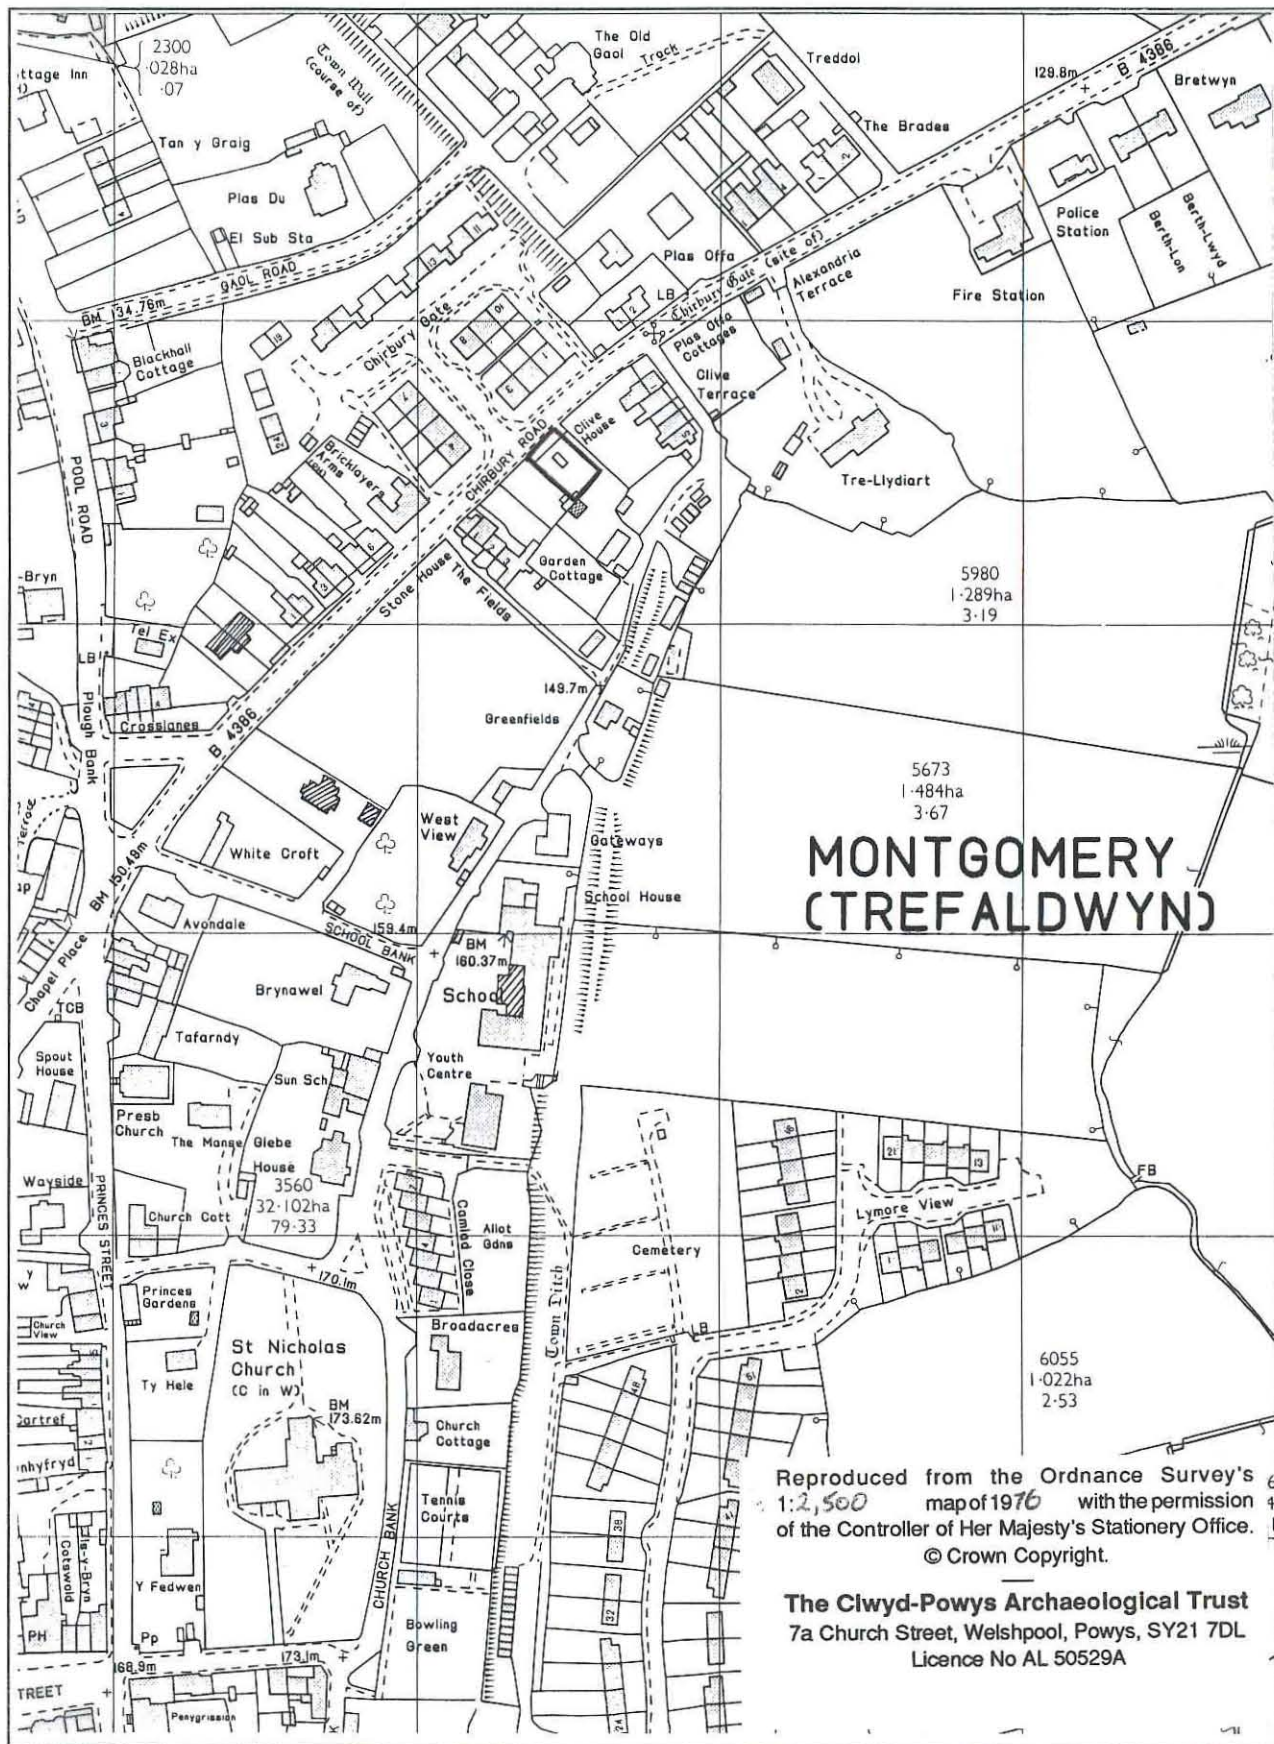 2300
·028ha
·07
ttage Inn
Town Wall
(course of)
The Old
Gaol
Track
Treddol
129.8m
B 4386
Bretwyn
The Brades
Tan y Graig
Plas Du
El Sub Sta
GAOL ROAD
BM 134.76m
Police
Station
Berth-Lon
Berth-Lwyd
Fire Station
Plas Offa
LB
Chirbury Gate (site of)
Alexandria
Terrace
Plas Offa
Cottages
Clive
Terrace
Chirbury Gate
Blackhall
Cottage
Clive
House
CHIRBURY ROAD
Bricklayers
Arms
(PH)
POOL ROAD
Tre-Llydiart
Garden
Cottage
Stone House
The Fields
-Bryn
Tel Ex
LB
5980
1·289ha
3·19
149.7m
Greenfields
Crosslanes
Plough Bank
B 4386
5673
1·484ha
3·67
West
View
White Croft
Gateways
Terrace
BM 150.49m
MONTGOMERY
(TREFALDWYN)
School House
Avondale
159.4m
SCHOOL BANK
BM
160.37m
Chapel Place
Brynawel
School
TCB
Tafarndy
Spout
House
Sun Sch
Youth
Centre
Presb
Church
The Manse
Glebe
House
3560
32·102ha
79·33
Wayside
PRINCES STREET
Church Cott
Camlad Close
Allot
Gdns
Cemetery
Lymore View
FB
170.1m
Princes
Gardens
Church
View
Broadacres
Town Ditch
LB
St Nicholas
Church
(C in W)
BM
173.62m
Ty Hele
6055
1·022ha
2·53
Church
Cottage
Tennis
Courts
CHURCH BANK
Cotswold
Y Fedwen
PH
Pp
Bowling
Green
168.9m
173.1m
TREET
Penygrission
Reproduced from the Ordnance Survey's
1:2,500 map of 1976 with the permission
of the Controller of Her Majesty's Stationery Office.
© Crown Copyright.
The Clwyd-Powys Archaeological Trust
7a Church Street, Welshpool, Powys, SY21 7DL
Licence No AL 50529A